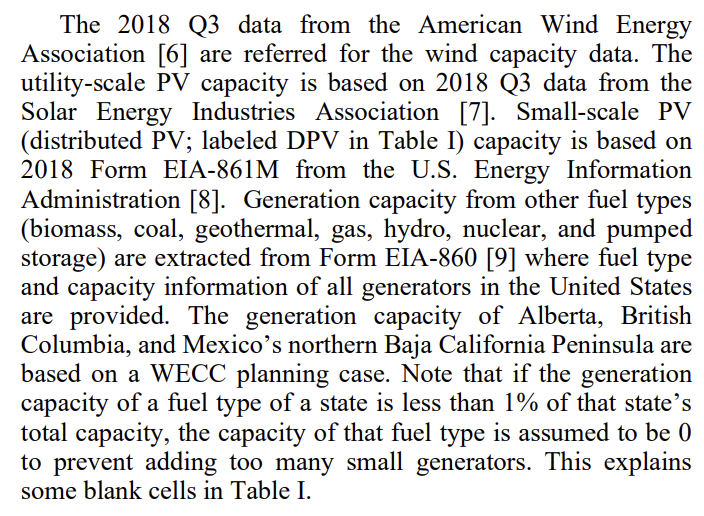 The 2018 Q3 data from the American Wind Energy
Association [6] are referred for the wind capacity data. The
utility-scale PV capacity is based on 2018 Q3 data from the
Solar Energy Industries Association [7]. Small-scale PV
(distributed PV; labeled DPV in Table I) capacity is based on
2018 Form EIA-861M from the U.S. Energy Information
Administration [8]. Generation capacity from other fuel types
(biomass, coal, geothermal, gas, hydro, nuclear, and pumped
storage) are extracted from Form EIA-860 [9] where fuel type
and capacity information of all generators in the United States
are provided. The generation capacity of Alberta, British
Columbia, and Mexico’s northern Baja California Peninsula are
based on a WECC planning case. Note that if the generation
capacity of a fuel type of a state is less than 1% of that state’s
total capacity, the capacity of that fuel type is assumed to be 0
to prevent adding too many small generators. This explains
some blank cells in Table I.